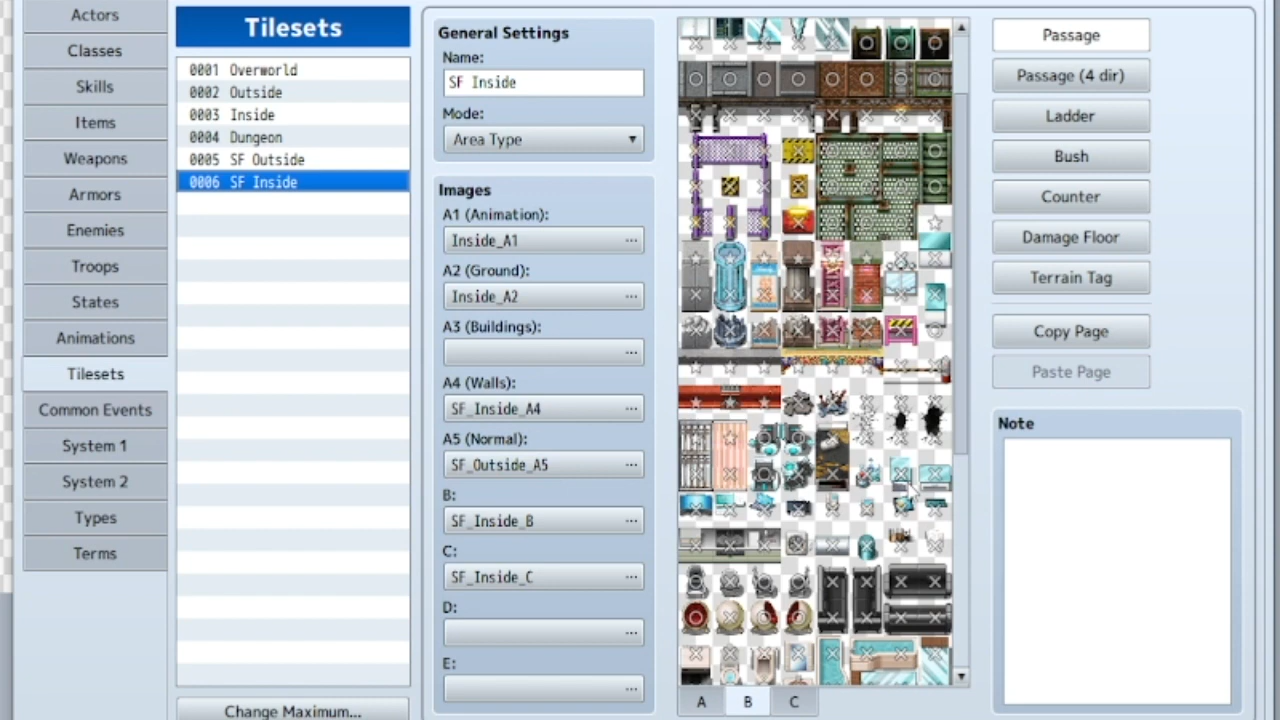 Actors
Classes
Skills
Items
Weapons
Armors
Enemies
Troops
States
Animations
Tilesets
Common Events
System 1
System 2
Types
Terms
Tilesets
0001 Overworld
0002 Outside
0003 Inside
0004 Dungeon
0005 SF Outside
0006 SF Inside
Change Maximum...
General Settings
Name:
SF Inside
Mode:
Area Type
Images
A1 (Animation):
Inside_A1 ...
A2 (Ground):
Inside_A2 ...
A3 (Buildings):
...
A4 (Walls):
SF_Inside_A4 ...
A5 (Normal):
SF_Outside_A5 ...
B:
SF_Inside_B ...
C:
SF_Inside_C ...
D:
...
E:
...
A B C
Passage
Passage (4 dir)
Ladder
Bush
Counter
Damage Floor
Terrain Tag
Copy Page
Paste Page
Note